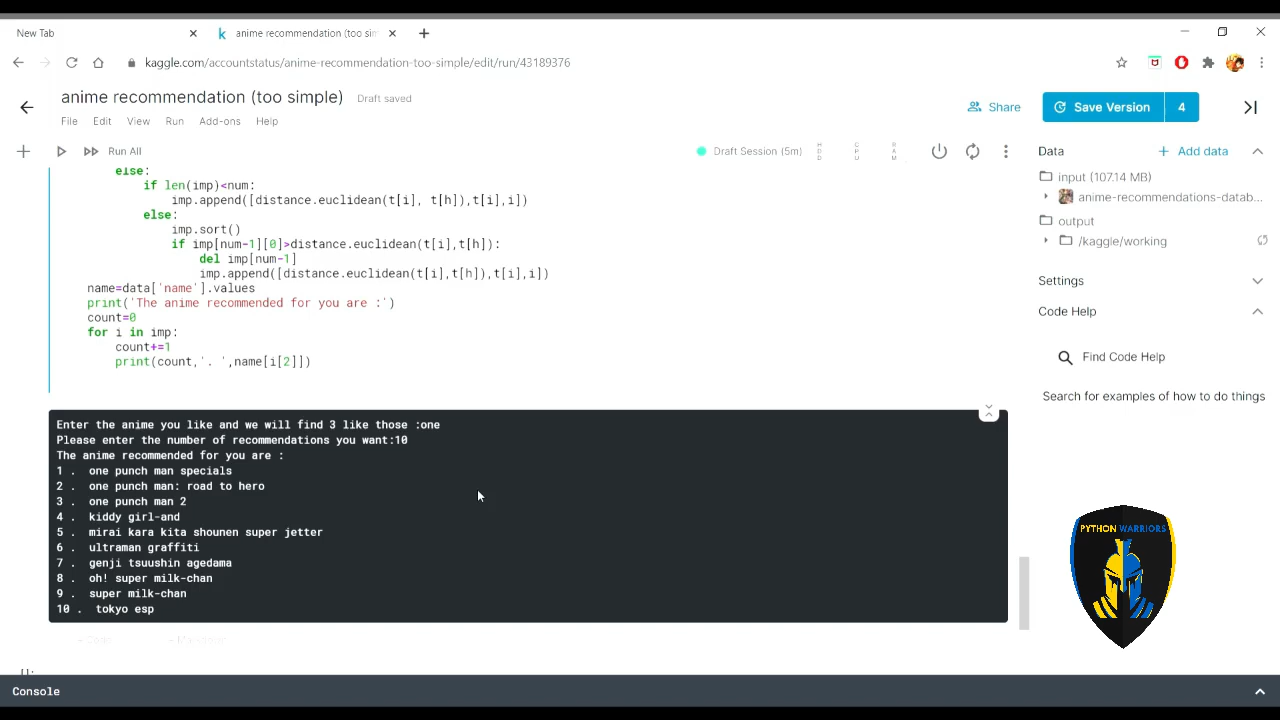 New Tab
anime recommendation (too sim
kaggle.com/accountstatus/anime-recommendation-too-simple/edit/run/43189376
anime recommendation (too simple)
Draft saved
Share
Save Version
4
File Edit View Run Add-ons Help
Run All
Draft Session (5m)
HDD
CPU
RAM
else:
if len(imp)<num:
imp.append([distance.euclidean(t[i], t[h]),t[i],i])
else:
imp.sort()
if imp[num-1][0]>distance.euclidean(t[i],t[h]):
del imp[num-1]
imp.append([distance.euclidean(t[i],t[h]),t[i],i])
name=data['name'].values
print('The anime recommended for you are :')
count=0
for i in imp:
count+=1
print(count,'. ',name[i[2]])
Enter the anime you like and we will find 3 like those :one
Please enter the number of recommendations you want:10
The anime recommended for you are :
1 .  one punch man specials
2 .  one punch man: road to hero
3 .  one punch man 2
4 .  kiddy girl-and
5 .  mirai kara kita shounen super jetter
6 .  ultraman graffiti
7 .  genji tsuushin agedama
8 .  oh! super milk-chan
9 .  super milk-chan
10 .  tokyo esp
+ Code
+ Markdown
[]:
Console
Data
+ Add data
input (107.14 MB)
anime-recommendations-datab...
output
/kaggle/working
Settings
Code Help
Find Code Help
Search for examples of how to do things
PYTHON WARRIORS